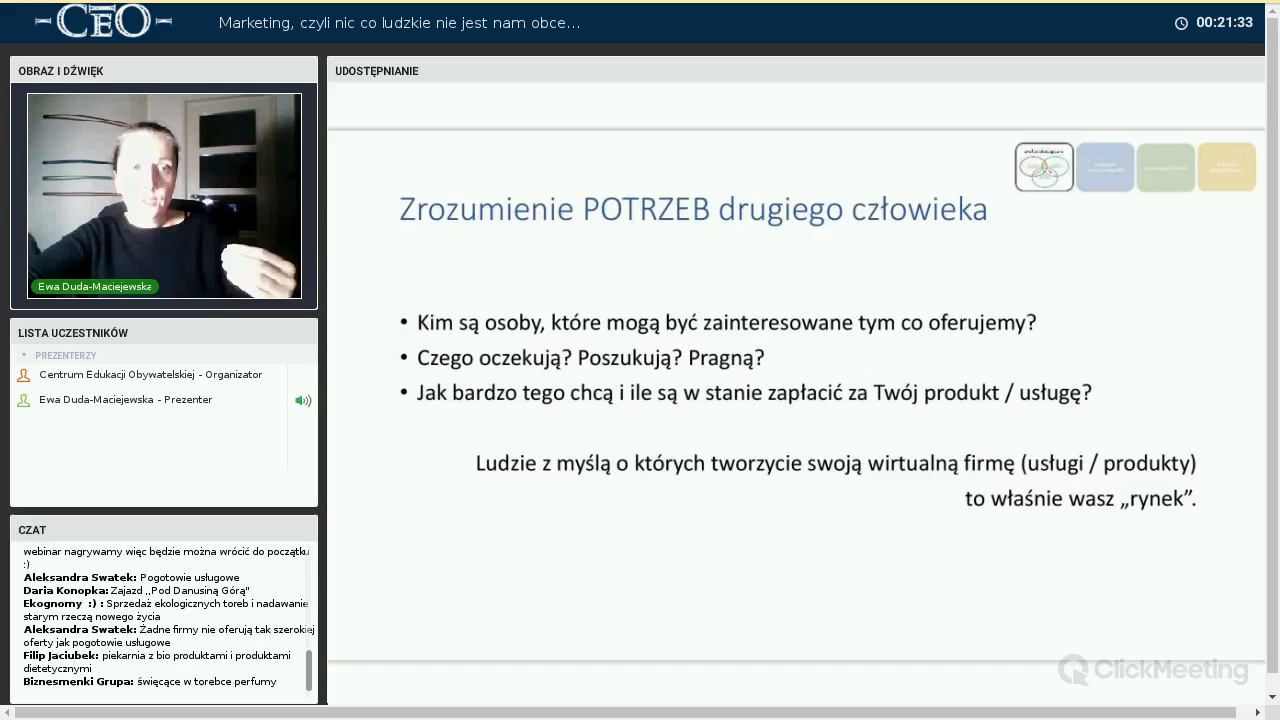 CEO
Marketing, czyli nic co ludzkie nie jest nam obce...
00:21:33
OBRAZ I DŹWIĘK
Ewa Duda-Maciejewska
LISTA UCZESTNIKÓW
PREZENTERZY
Centrum Edukacji Obywatelskiej - Organizator
Ewa Duda-Maciejewska - Prezenter
CZAT
webinar nagrywamy więc będzie można wrócić do początku
:)
Aleksandra Swatek: Pogotowie usługowe
Daria Konopka: Zajazd ,,Pod Danusiną Górą"
Ekognomy :) : Sprzedaż ekologicznych toreb i nadawanie
starym rzeczą nowego życia
Aleksandra Swatek: Żadne firmy nie oferują tak szerokiej
oferty jak pogotowie usługowe
Filip Jaciubek: piekarnia z bio produktami i produktami
dietetycznymi
Biznesmenki Grupa: święcące w torebce perfumy
UDOSTĘPNIANIE
Zrozumienie POTRZEB drugiego człowieka
• Kim są osoby, które mogą być zainteresowane tym co oferujemy?
• Czego oczekują? Poszukują? Pragną?
• Jak bardzo tego chcą i ile są w stanie zapłacić za Twój produkt / usługę?
Ludzie z myślą o których tworzycie swoją wirtualną firmę (usługi / produkty)
to właśnie wasz „rynek”.
ClickMeeting